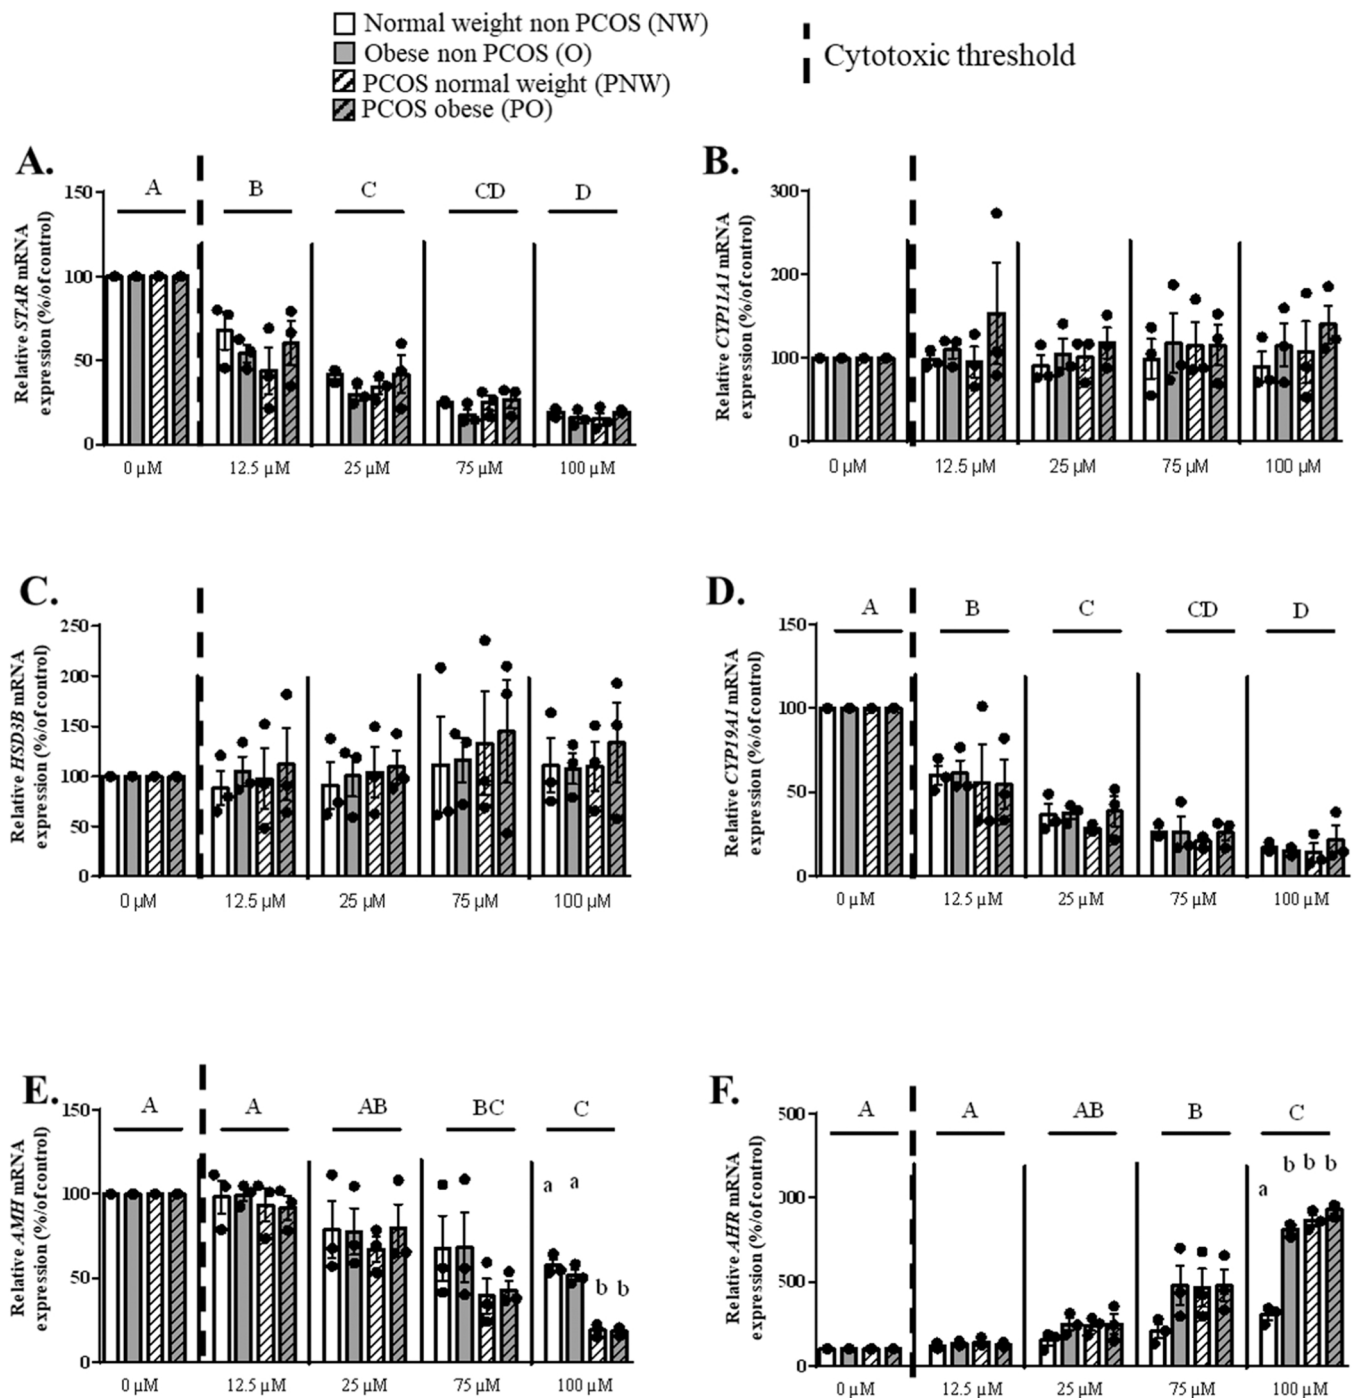 Normal weight non PCOS (NW)
Obese non PCOS (O)
PCOS normal weight (PNW)
PCOS obese (PO)
Cytotoxic threshold
A.
Relative STAR mRNA
expression (%/of control)
150
100
50
0
A
B
C
CD
D
0 µM
12.5 µM
25 µM
75 µM
100 µM
B.
Relative CYP11A1 mRNA
expression (%/of control)
300
200
100
0
0 µM
12.5 µM
25 µM
75 µM
100 µM
C.
Relative HSD3B mRNA
expression (%/of control)
250
200
150
100
50
0
0 µM
12.5 µM
25 µM
75 µM
100 µM
D.
Relative CYP19A1 mRNA
expression (%/of control)
150
100
50
0
A
B
C
CD
D
0 µM
12.5 µM
25 µM
75 µM
100 µM
E.
Relative AMH mRNA
expression (%/of control)
150
100
50
0
A
A
AB
BC
C
a
a
b
b
0 µM
12.5 µM
25 µM
75 µM
100 µM
F.
Relative AHR mRNA
expression (%/of control)
500
000
500
0
A
A
AB
B
C
a
b
b
b
0 µM
12.5 µM
25 µM
75 µM
100 µM